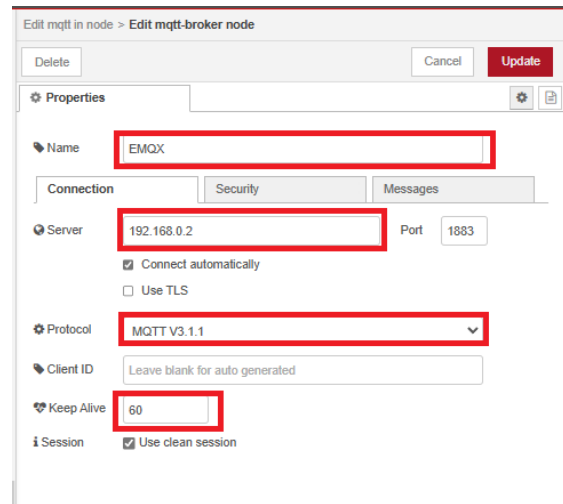 Edit mqtt in node > Edit mqtt-broker node
Delete Cancel Update
Properties
Name EMQX
Connection Security Messages
Server 192.168.0.2 Port 1883
Connect automatically
Use TLS
Protocol MQTT V3.1.1
Client ID Leave blank for auto generated
Keep Alive 60
Session Use clean session